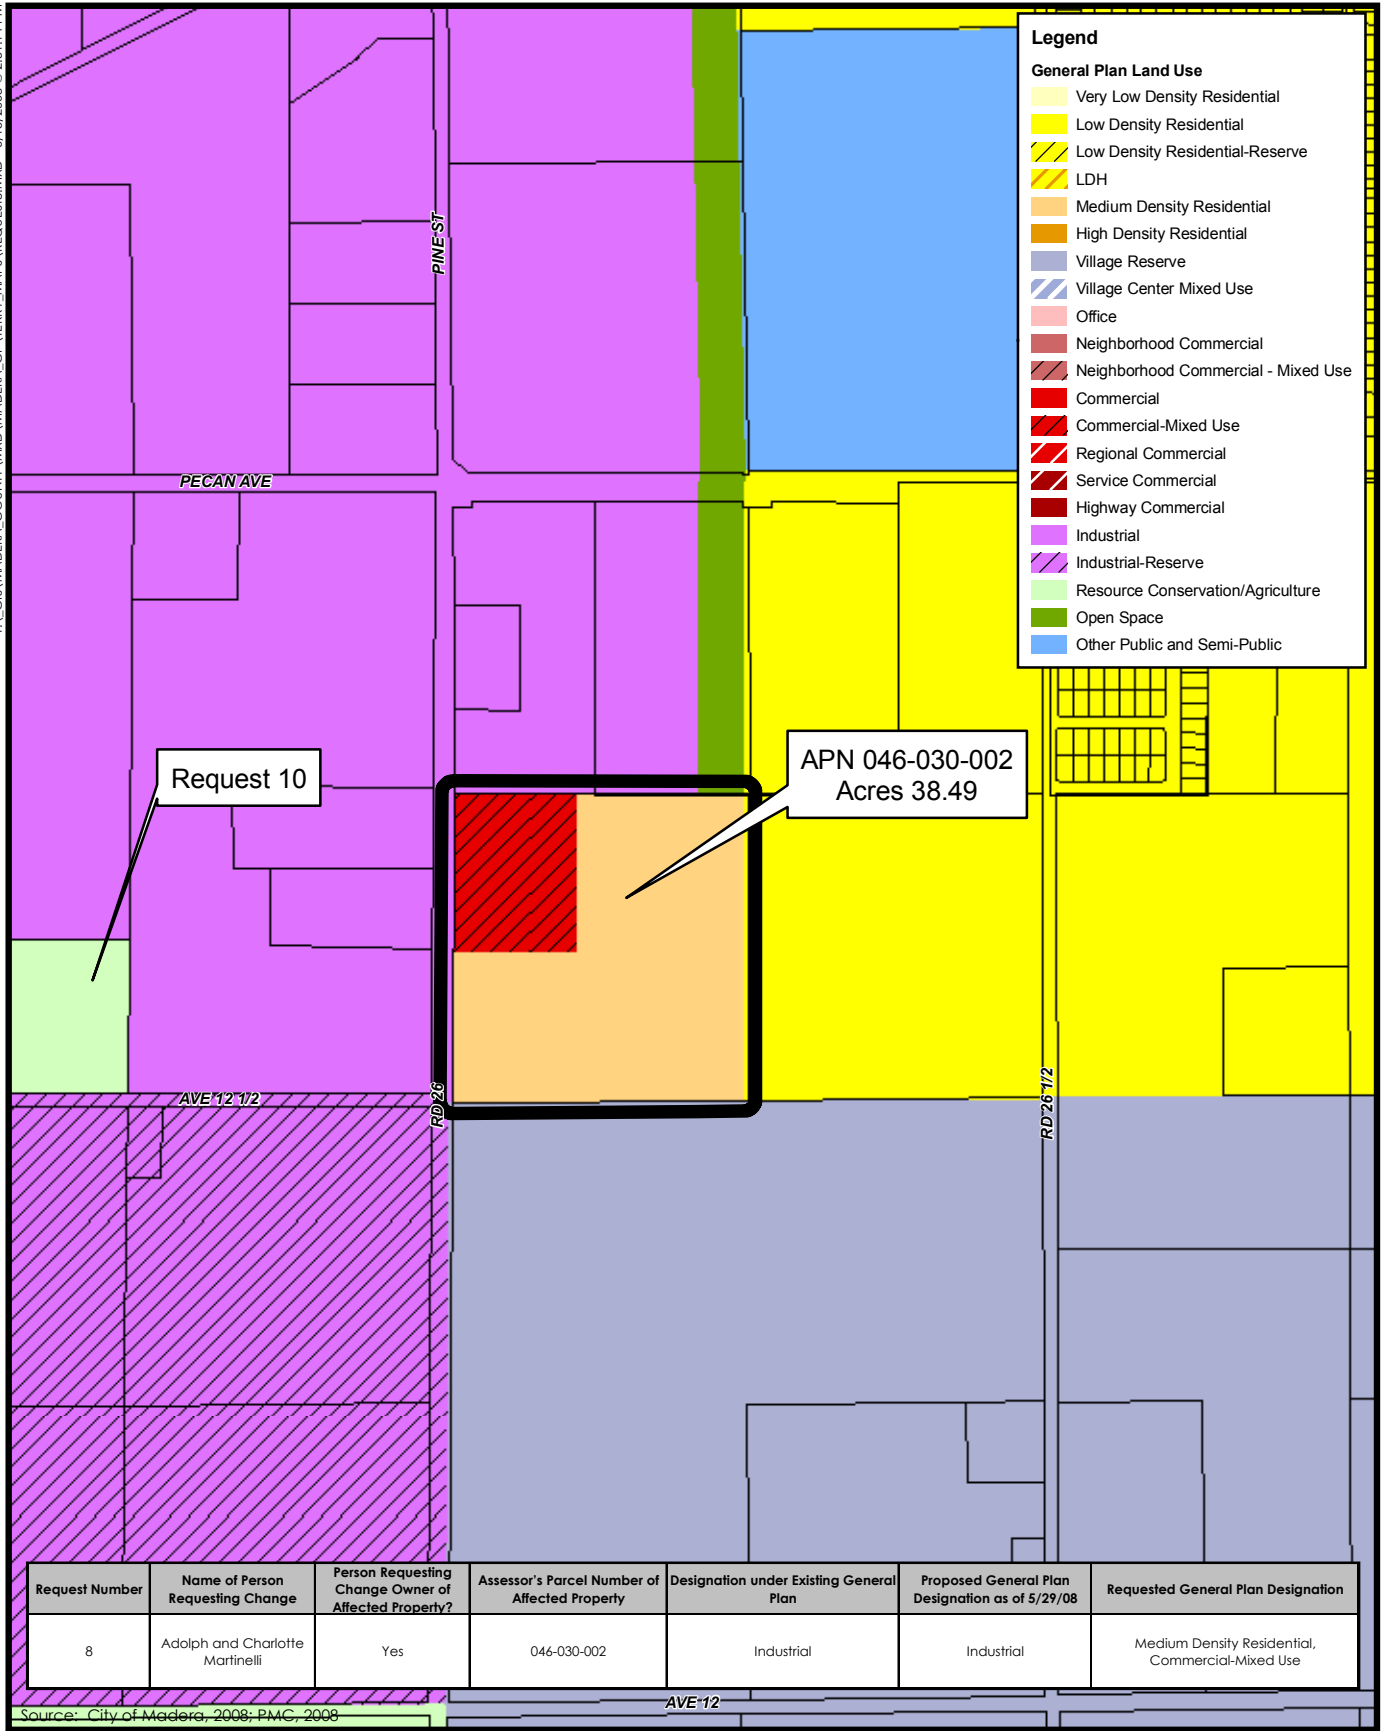 Legend
General Plan Land Use
Very Low Density Residential
Low Density Residential
Low Density Residential-Reserve
LDH
Medium Density Residential
High Density Residential
Village Reserve
Village Center Mixed Use
Office
Neighborhood Commercial
Neighborhood Commercial - Mixed Use
Commercial
Commercial-Mixed Use
Regional Commercial
Service Commercial
Highway Commercial
Industrial
Industrial-Reserve
Resource Conservation/Agriculture
Open Space
Other Public and Semi-Public
PINE ST
PECAN AVE
Request 10
APN 046-030-002
Acres 38.49
AVE 12 1/2
RD 26
RD 26 1/2
Request Number
Name of Person
Requesting Change
Person Requesting
Change Owner of
Affected Property?
Assessor's Parcel Number of
Affected Property
Designation under Existing General
Plan
Proposed General Plan
Designation as of 5/29/08
Requested General Plan Designation
8
Adolph and Charlotte
Martinelli
Yes
046-030-002
Industrial
Industrial
Medium Density Residential,
Commercial-Mixed Use
AVE 12
Source: City of Madera, 2008; PMC, 2008